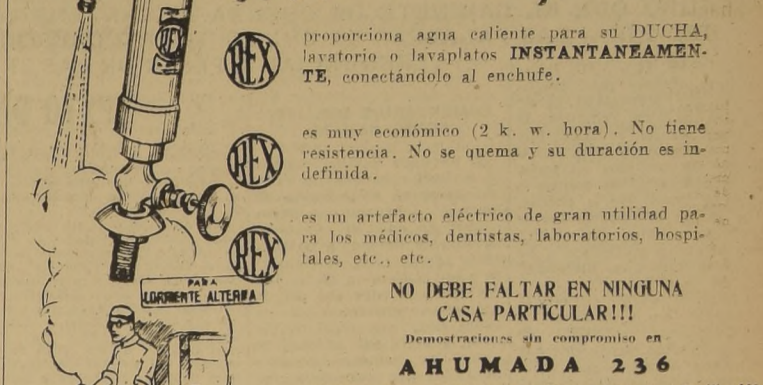 REX
REX
proporciona agua caliente para su DUCHA,
lavatorio o lavaplatos INSTANTANEAMEN-
TE, conectándolo al enchufe.
REX
es muy económico (2 k. w. hora). No tiene
resistencia. No se quema y su duración es in-
definida.
REX
es un artefacto eléctrico de gran utilidad pa-
ra los médicos, dentistas, laboratorios, hospi-
tales, etc., etc.
PARA
CORRIENTE ALTERNA
NO DEBE FALTAR EN NINGUNA
CASA PARTICULAR!!!
Demostraciones sin compromiso en
AHUMADA 236